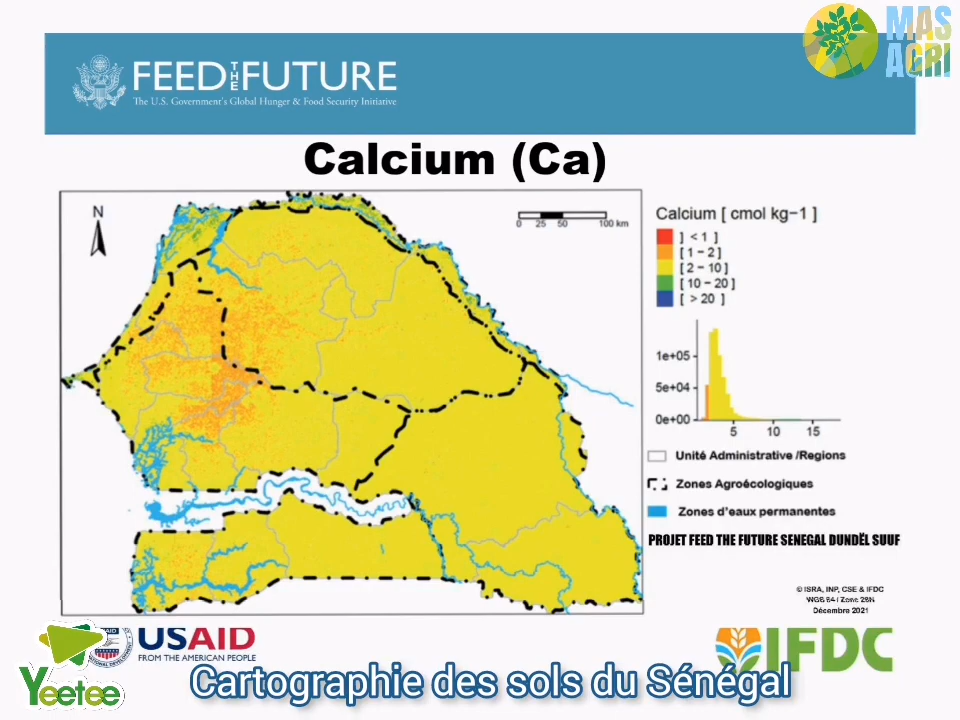 MAS
AGRI
FEED THE FUTURE
The U.S. Government's Global Hunger & Food Security Initiative
Calcium (Ca)
N
0 25 50 100 km
Calcium [ cmol kg−1 ]
] < 1 ]
[ 1 − 2 ]
[ 2 − 10 ]
[ 10 − 20 ]
[ > 20 ]
1e+05
5e+04
0e+00
5 10 15
Unité Administrative /Regions
Zones Agroécologiques
Zones d'eaux permanentes
PROJET FEED THE FUTURE SENEGAL DUNDËL SUUF
© ISRA, INP, CSE & IFDC
WGS 84 / Zone 28N
Décembre 2021
USAID
FROM THE AMERICAN PEOPLE
IFDC
Yeetee
Cartographie des sols du Sénégal